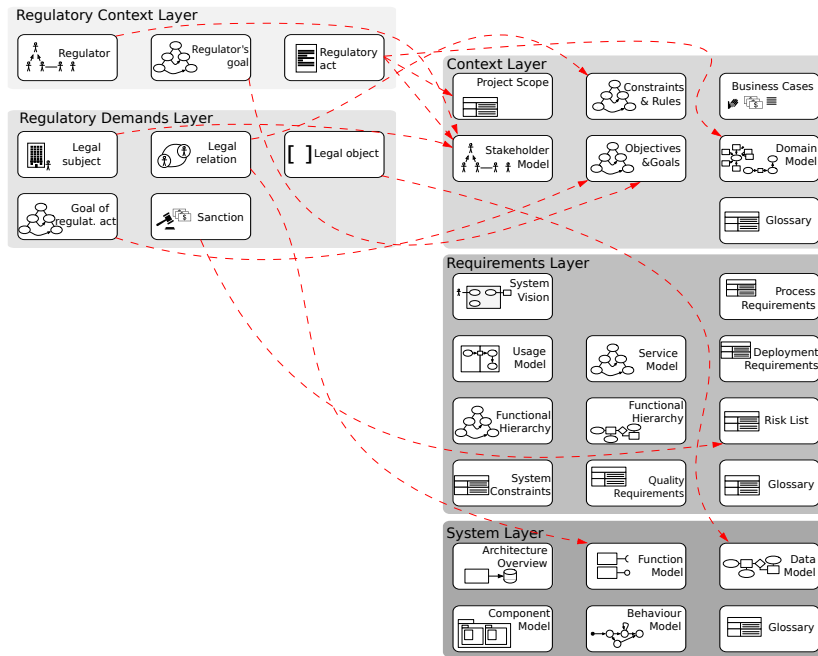 Regulatory Context Layer
Regulator
Regulator's
goal
Regulatory
act
Regulatory Demands Layer
Legal
subject
Legal
relation
[ ] Legal object
Goal of
regulat. act
Sanction
Context Layer
Project Scope
Constraints
& Rules
Business Cases
Stakeholder
Model
Objectives
&Goals
Domain
Model
Glossary
Requirements Layer
System
Vision
Process
Requirements
Usage
Model
Service
Model
Deployment
Requirements
Functional
Hierarchy
Functional
Hierarchy
Risk List
System
Constraints
Quality
Requirements
Glossary
System Layer
Architecture
Overview
Function
Model
Data
Model
Component
Model
Behaviour
Model
Glossary